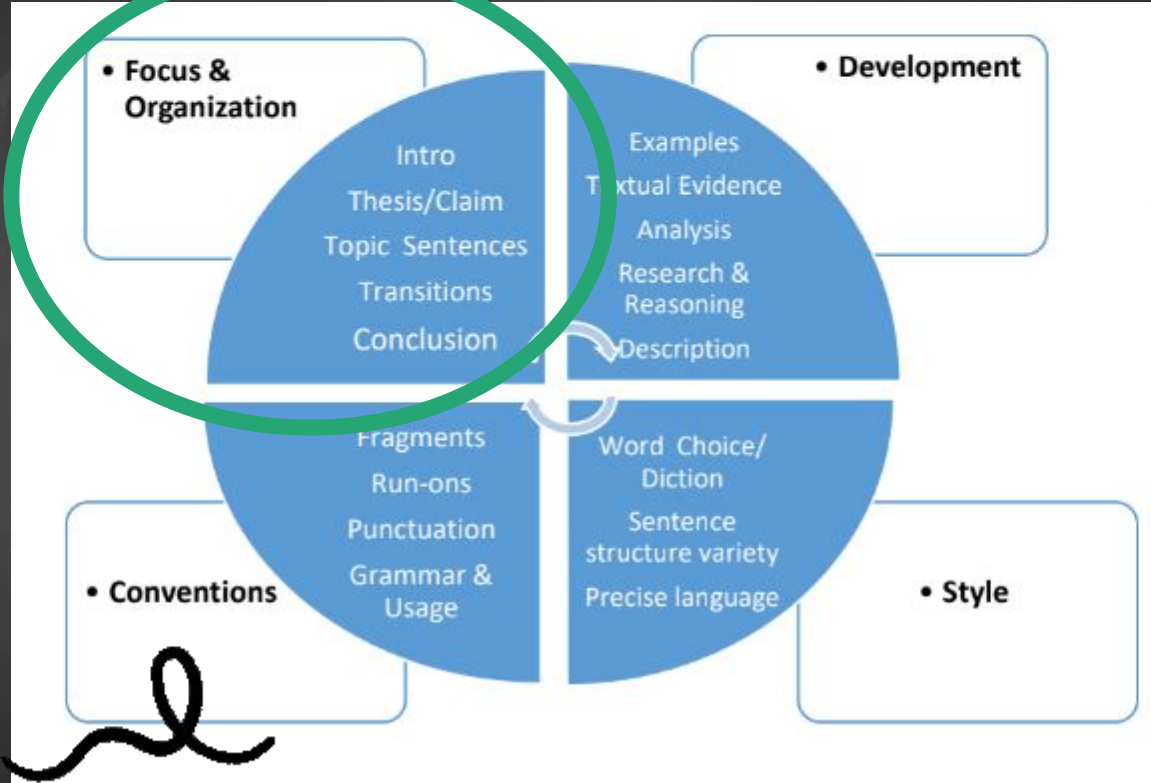 • Focus &
Organization
Intro
Thesis/Claim
Topic Sentences
Transitions
Conclusion
• Development
Examples
Textual Evidence
Analysis
Research &
Reasoning
Description
• Conventions
Fragments
Run-ons
Punctuation
Grammar &
Usage
• Style
Word Choice/
Diction
Sentence
structure variety
Precise language